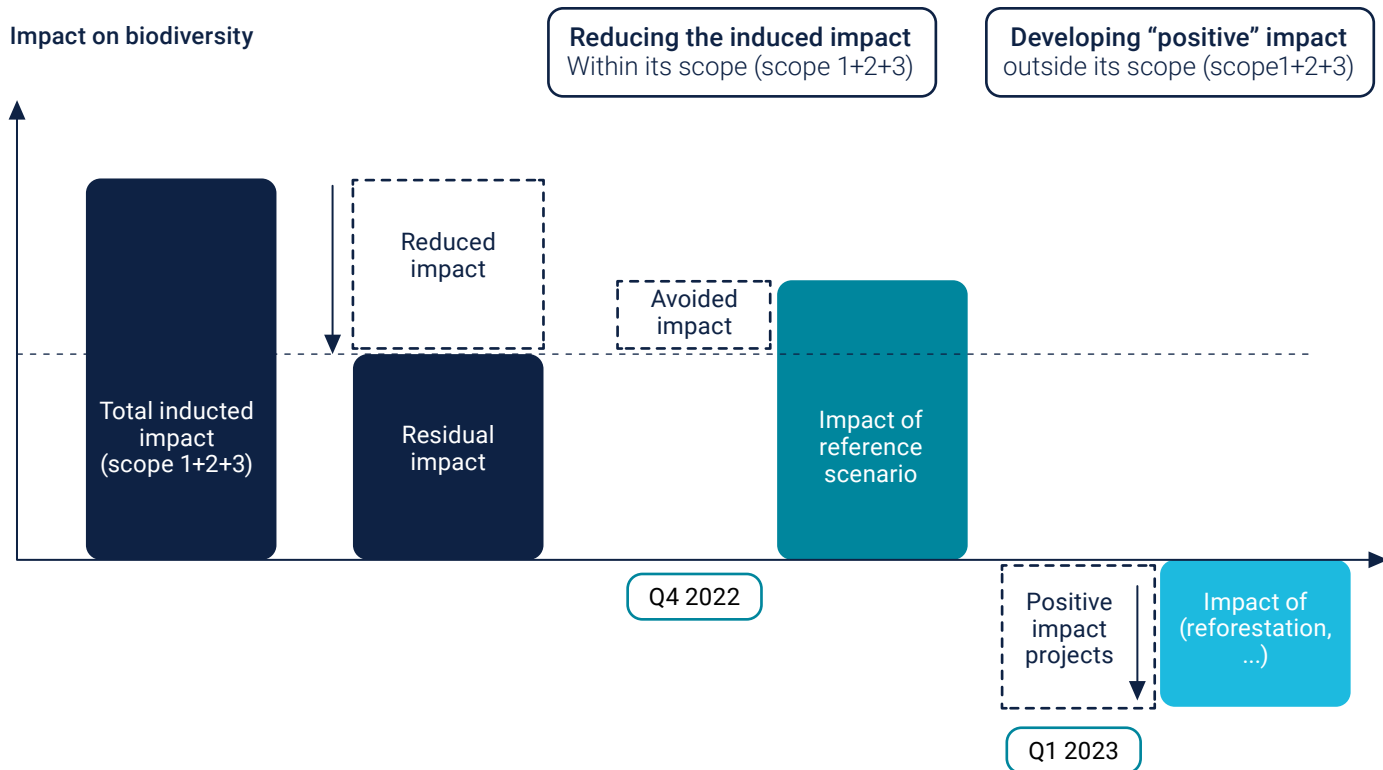 Impact on biodiversity
Reducing the induced impact
Within its scope (scope 1+2+3)
Developing “positive” impact
outside its scope (scope1+2+3)
Total inducted
impact
(scope 1+2+3)
Reduced
impact
Residual
impact
Avoided
impact
Impact of
reference
scenario
Q4 2022
Positive
impact
projects
Impact of
(reforestation,
...)
Q1 2023